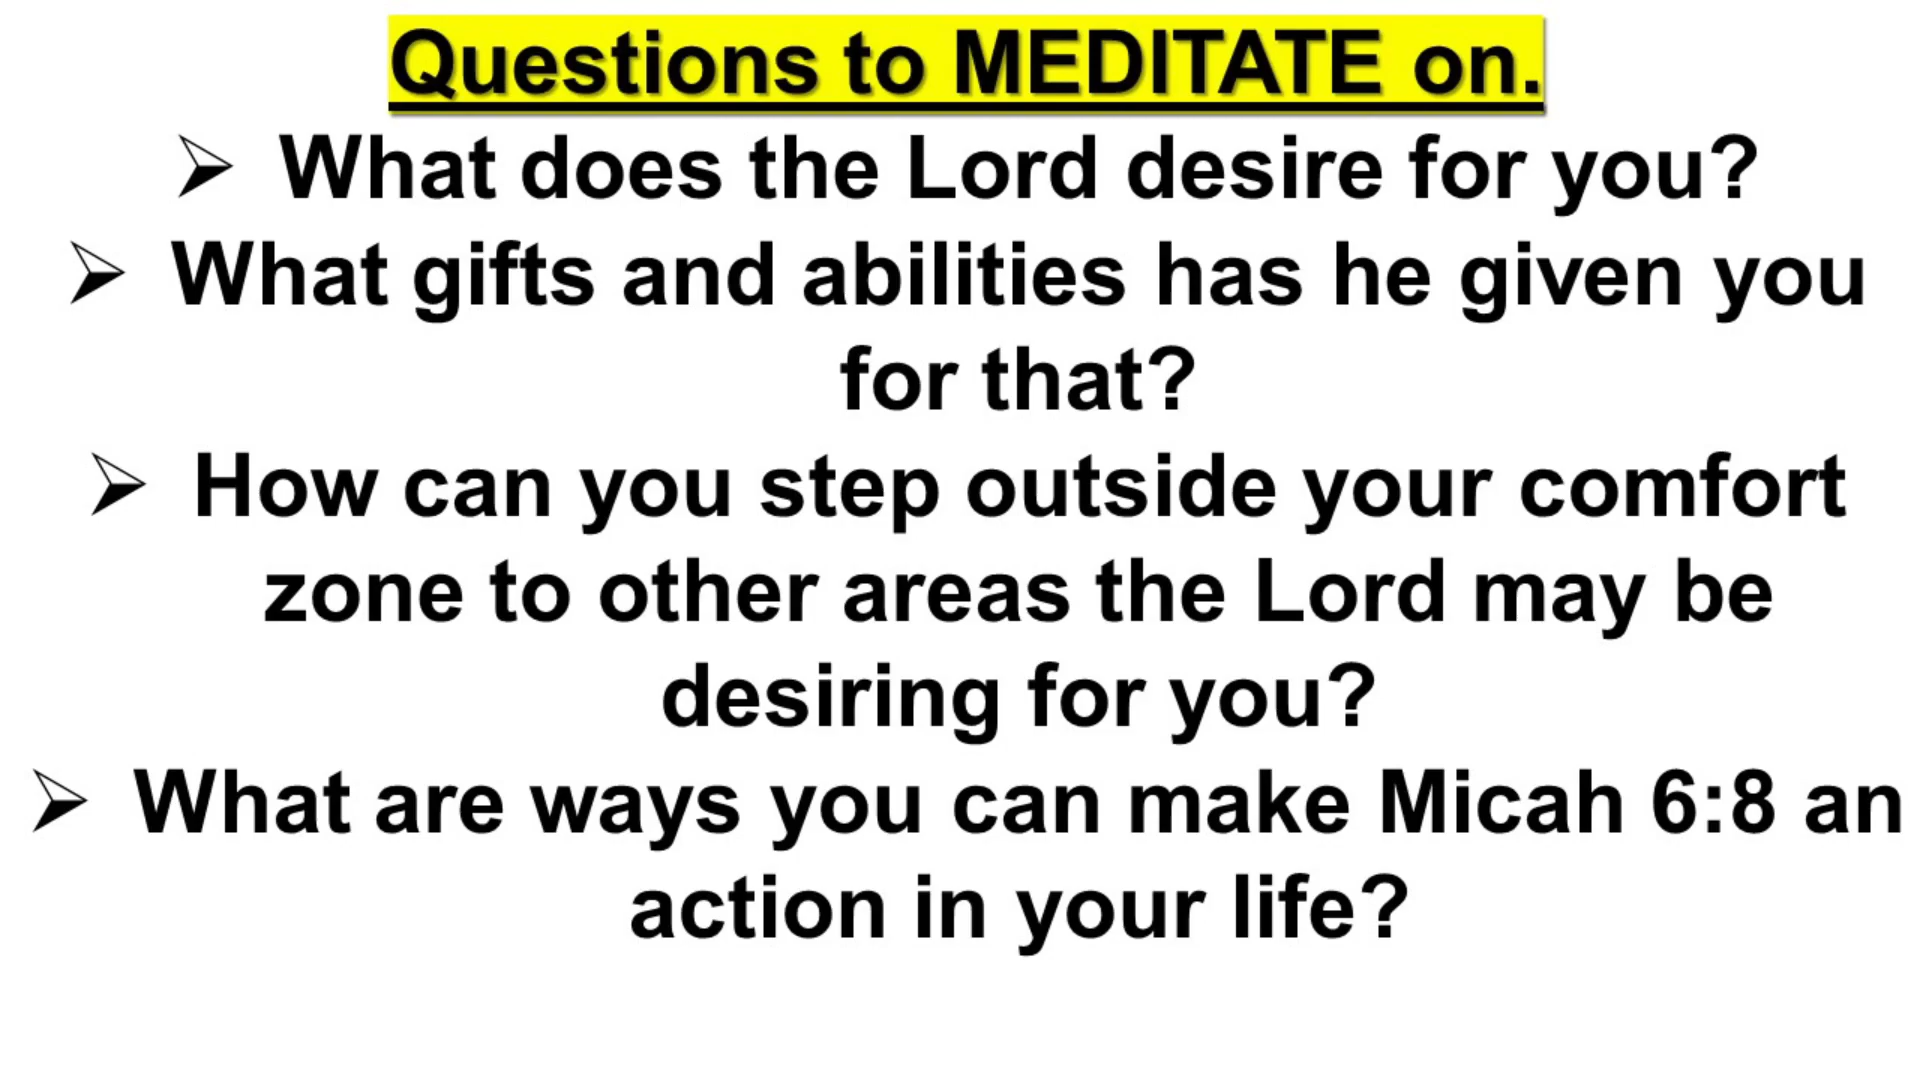 Questions to MEDITATE on.
➢ What does the Lord desire for you?
➢ What gifts and abilities has he given you
for that?
➢ How can you step outside your comfort
zone to other areas the Lord may be
desiring for you?
➢ What are ways you can make Micah 6:8 an
action in your life?